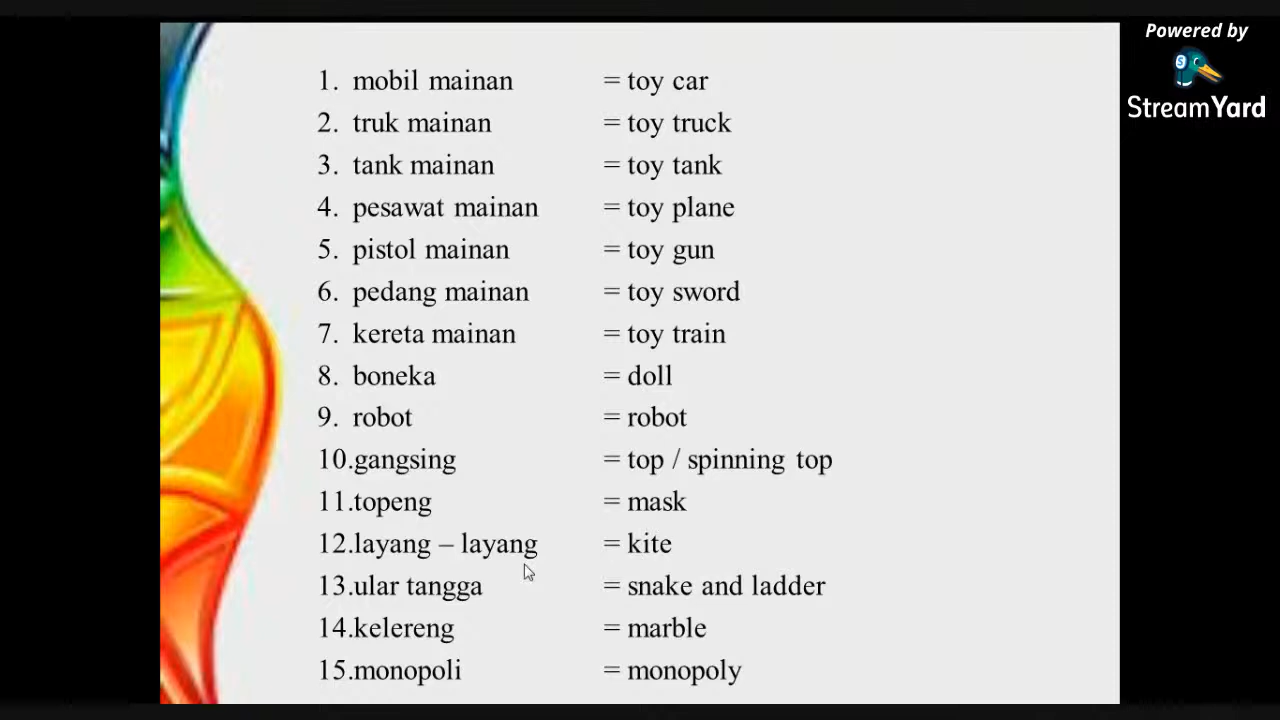 Powered by
StreamYard
1. mobil mainan = toy car
2. truk mainan = toy truck
3. tank mainan = toy tank
4. pesawat mainan = toy plane
5. pistol mainan = toy gun
6. pedang mainan = toy sword
7. kereta mainan = toy train
8. boneka = doll
9. robot = robot
10.gangsing = top / spinning top
11.topeng = mask
12.layang – layang = kite
13.ular tangga = snake and ladder
14.kelereng = marble
15.monopoli = monopoly